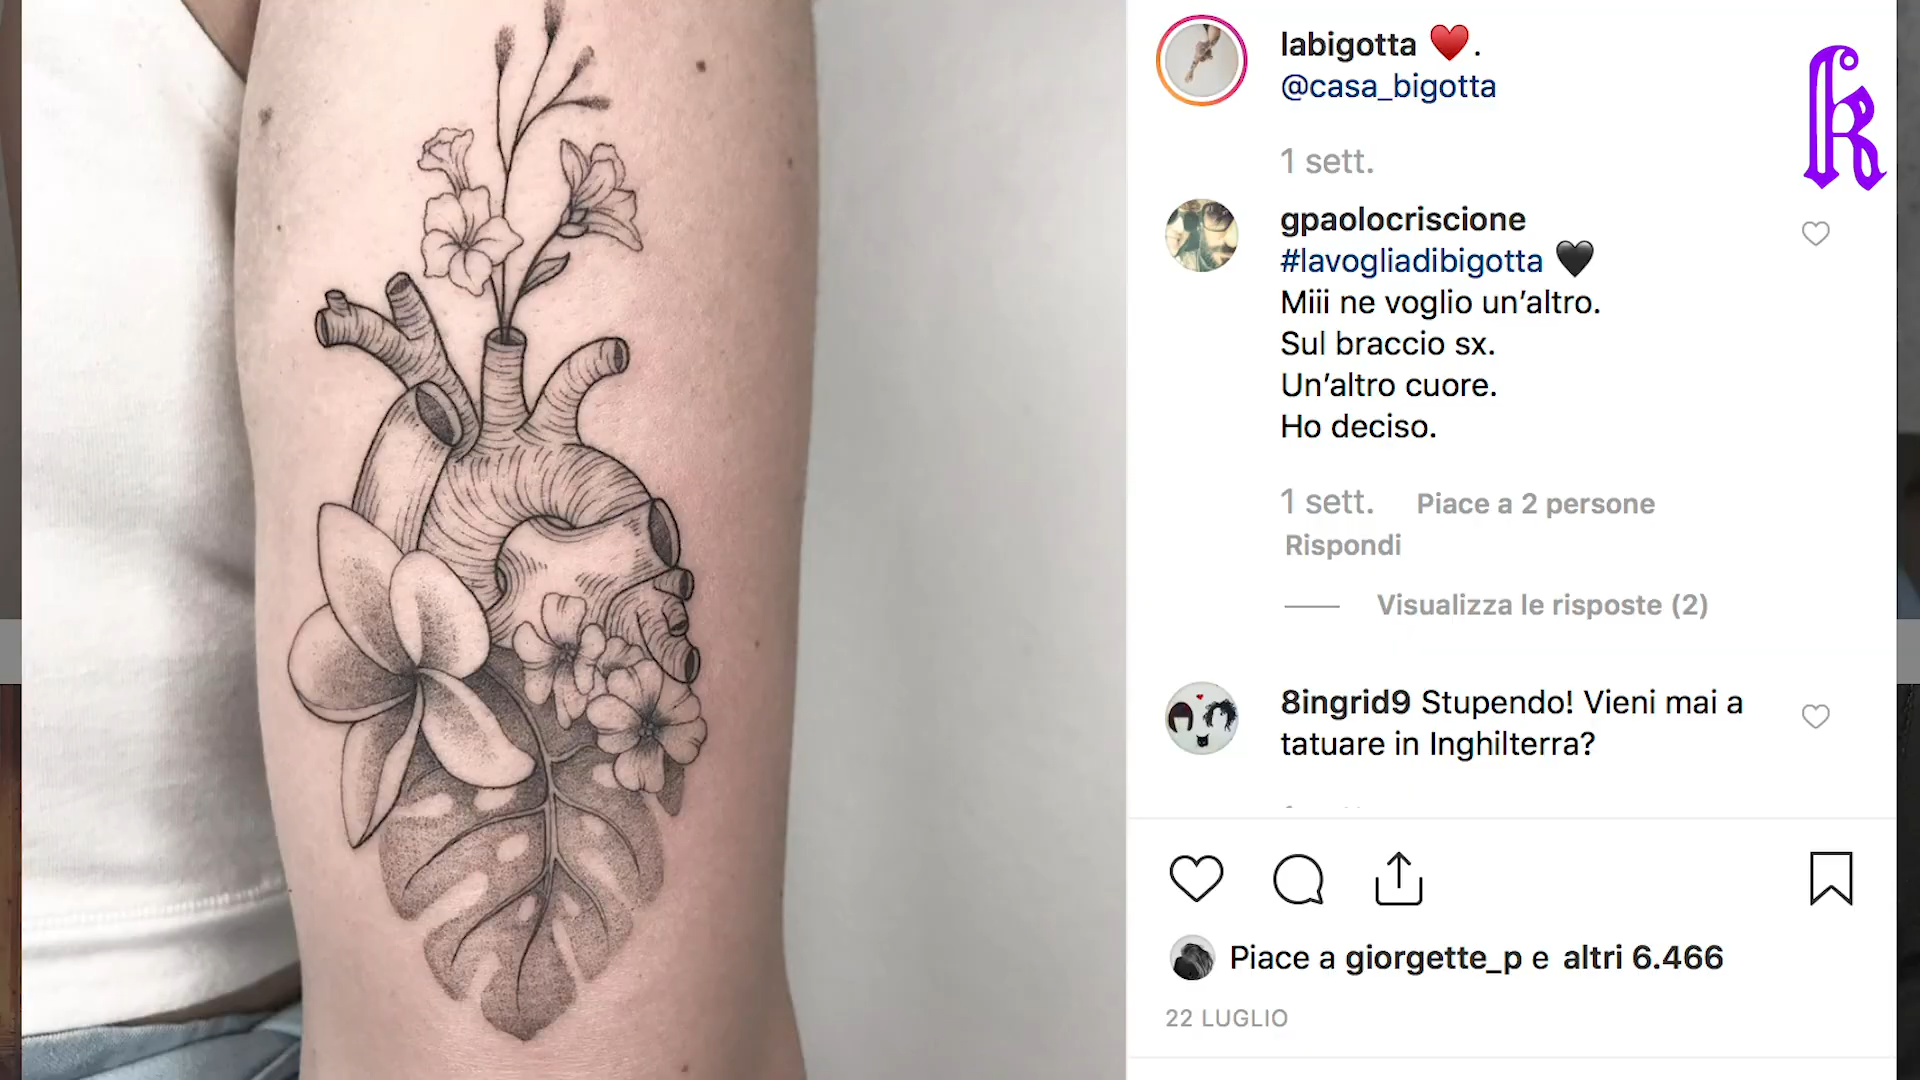 labigotta ❤️.
@casa_bigotta
1 sett.
gpaolocriscione
#lavogliadibigotta 🖤
Miii ne voglio un’altro.
Sul braccio sx.
Un’altro cuore.
Ho deciso.
1 sett. Piace a 2 persone
Rispondi
Visualizza le risposte (2)
8ingrid9 Stupendo! Vieni mai a
tatuare in Inghilterra?
Piace a giorgette_p e altri 6.466
22 LUGLIO
k